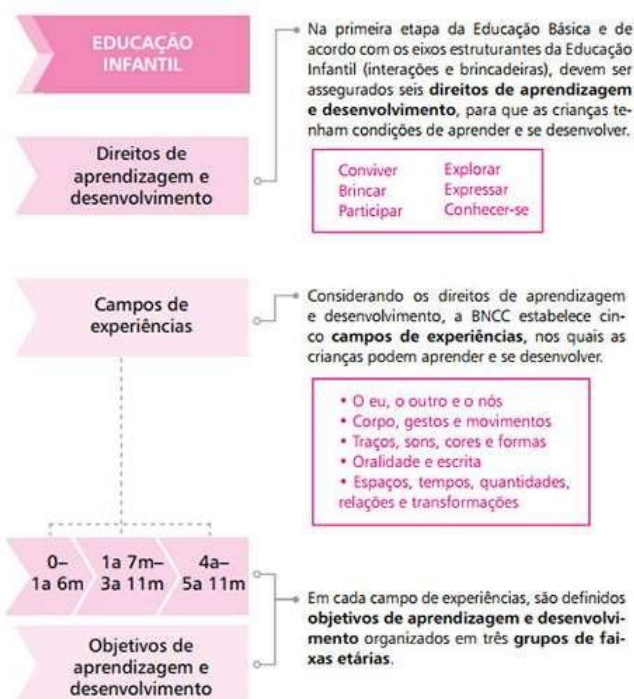 EDUCAÇÃO
INFANTIL
Na primeira etapa da Educação Básica e de
acordo com os eixos estruturantes da Educação
Infantil (interações e brincadeiras), devem ser
assegurados seis direitos de aprendizagem
e desenvolvimento, para que as crianças te-
nham condições de aprender e se desenvolver.
Direitos de
aprendizagem e
desenvolvimento
Conviver Explorar
Brincar Expressar
Participar Conhecer-se
Campos de
experiências
Considerando os direitos de aprendizagem
e desenvolvimento, a BNCC estabelece cin-
co campos de experiências, nos quais as
crianças podem aprender e se desenvolver.
• O eu, o outro e o nós
• Corpo, gestos e movimentos
• Traços, sons, cores e formas
• Oralidade e escrita
• Espaços, tempos, quantidades,
relações e transformações
0– 1a 7m– 4a–
1a 6m 3a 11m 5a 11m
Em cada campo de experiências, são definidos
objetivos de aprendizagem e desenvolvi-
mento organizados em três grupos de fai-
xas etárias.
Objetivos de
aprendizagem e
desenvolvimento